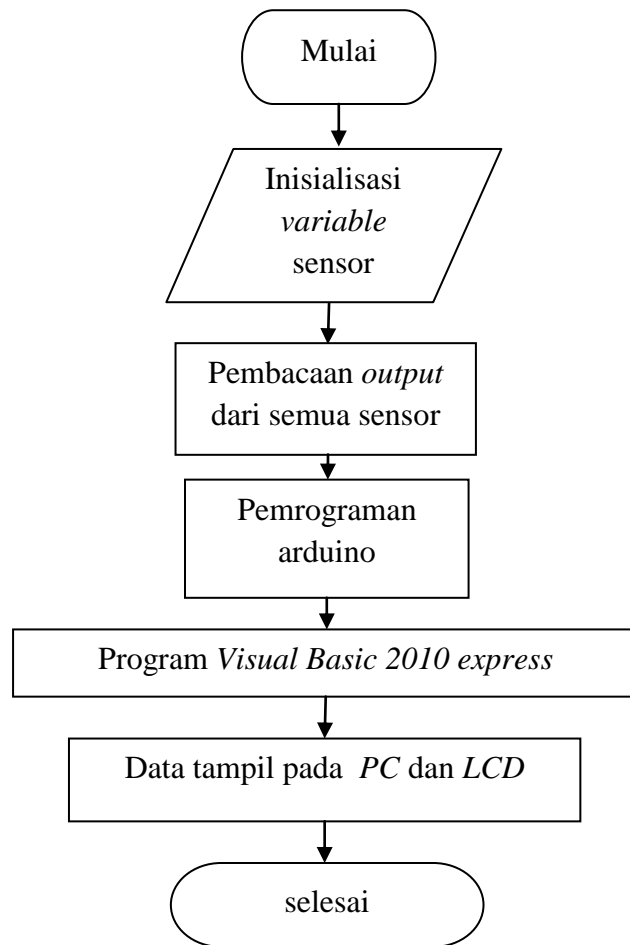 Mulai
Inisialisasi
variable
sensor
Pembacaan output
dari semua sensor
Pemrograman
arduino
Program Visual Basic 2010 express
Data tampil pada PC dan LCD
selesai